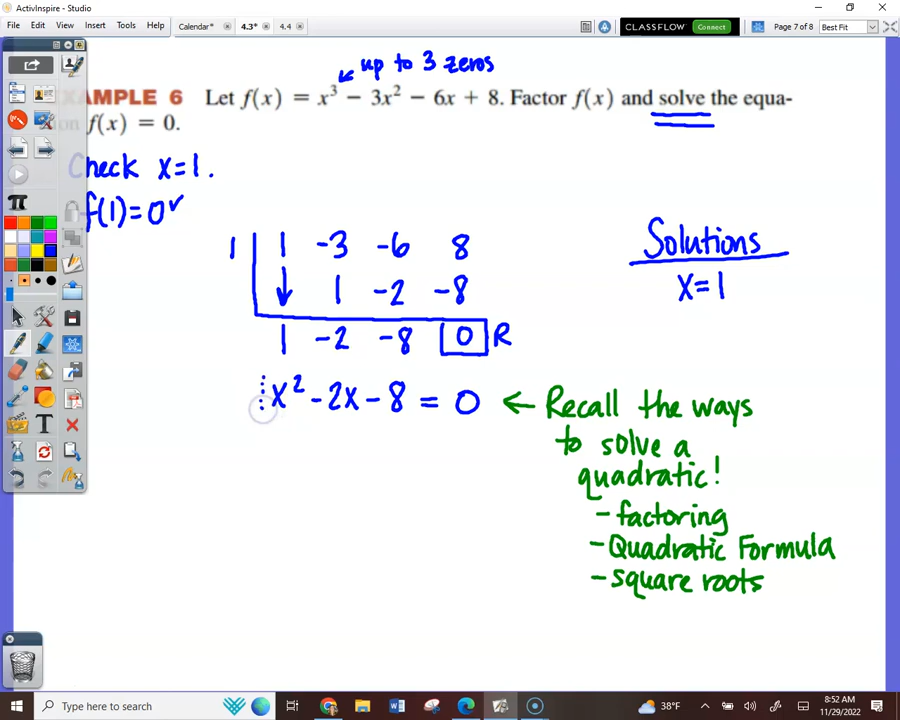 ActivInspire - Studio
File Edit View Insert Tools Help
Calendar* 4.3* 4.4
CLASSFLOW Connect
Page 7 of 8 Best Fit
up to 3 zeros
XAMPLE 6 Let f(x) = x³ − 3x² − 6x + 8. Factor f(x) and solve the equa-
on f(x) = 0.
Check x=1.
f(1)=0✓
1 1 -3 -6 8
1 -2 -8
1 -2 -8 0 R
x² -2x -8 = 0
Solutions
x=1
← Recall the ways
to solve a
quadratic!
- factoring
- Quadratic Formula
- square roots
Type here to search
38°F
8:52 AM
11/29/2022